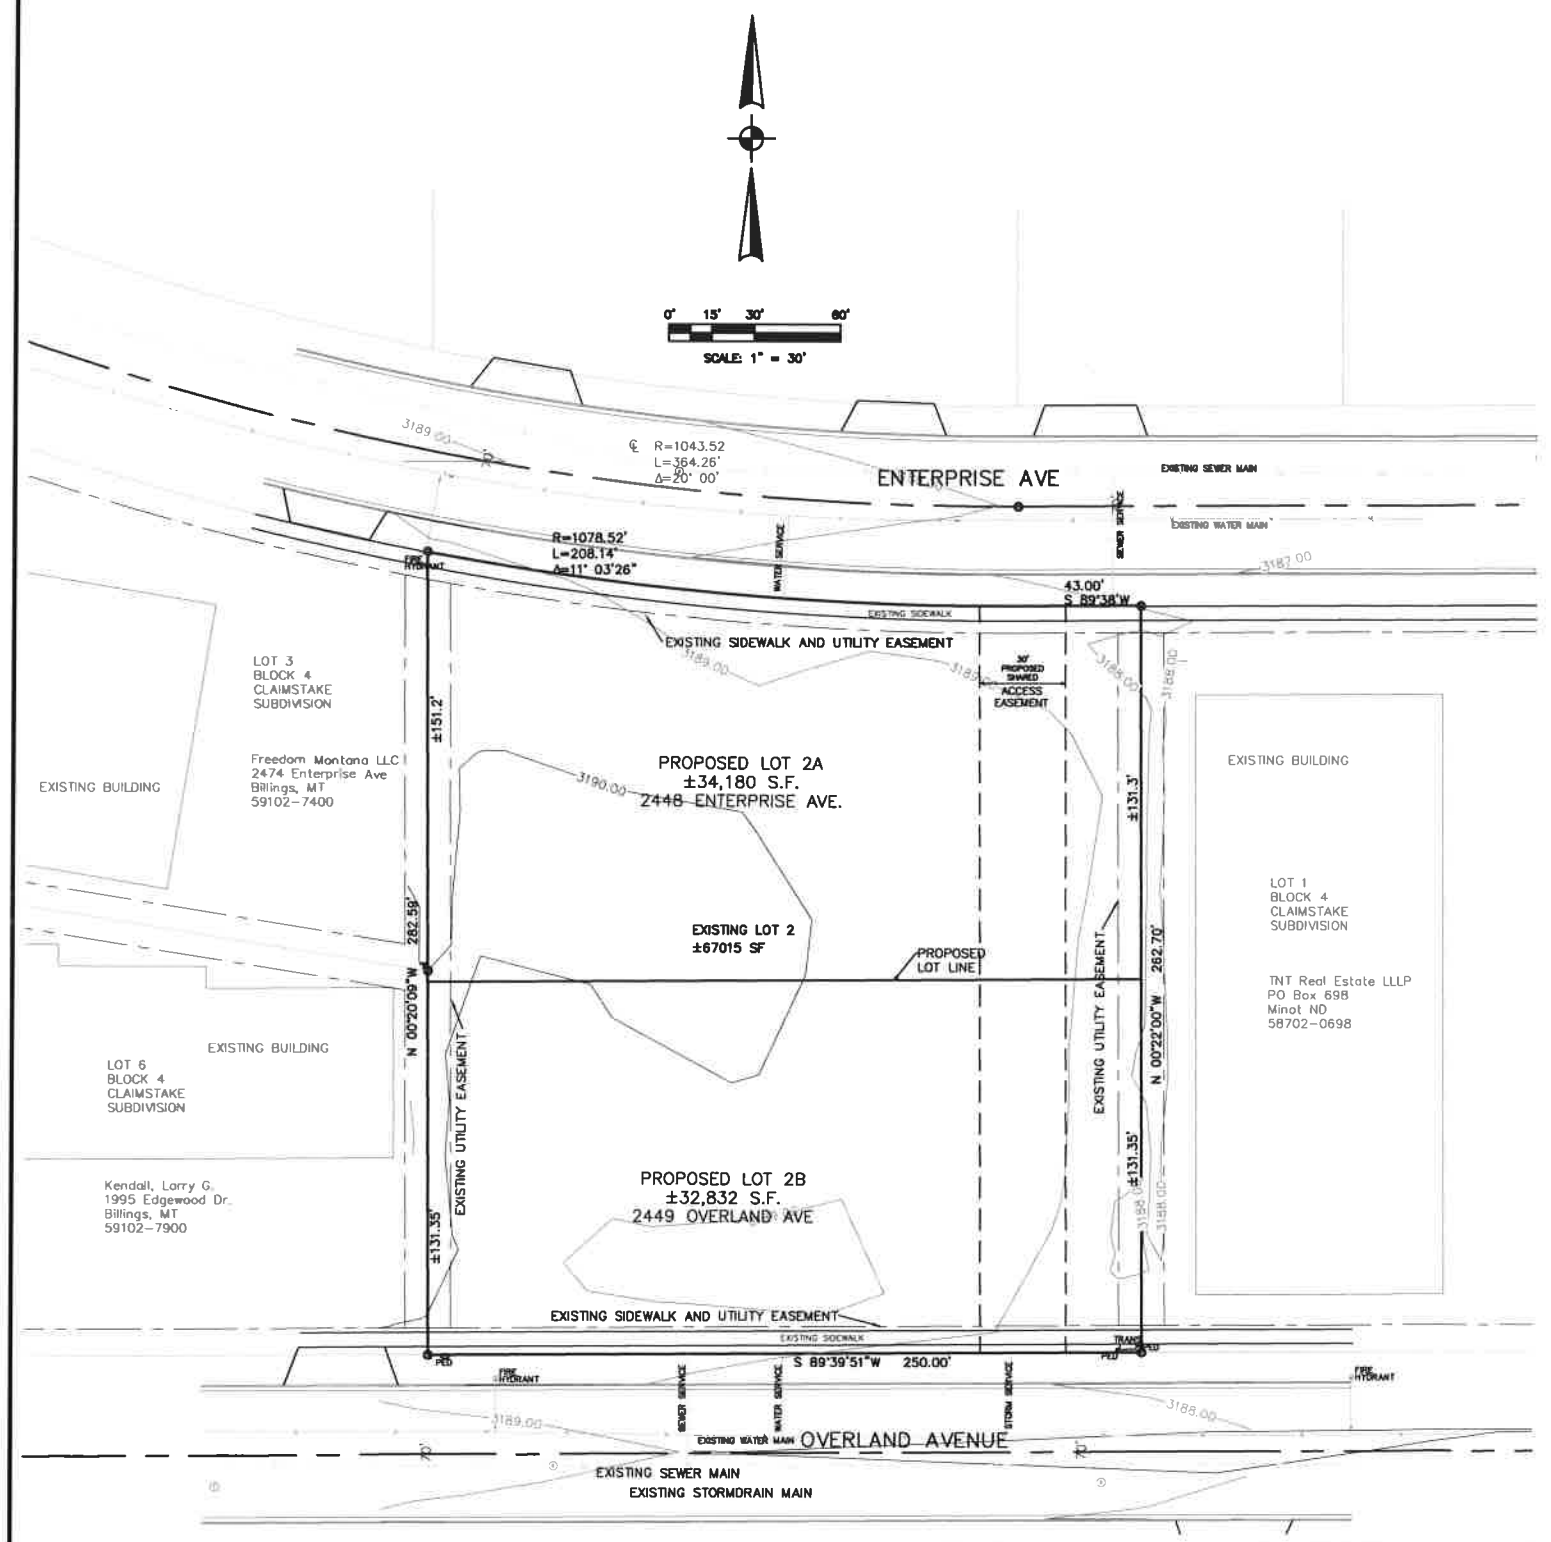 0' 15' 30' 60'
SCALE: 1" = 30'
3189.00
70'
℄ R=1043.52
L=364.26'
Δ=20° 00'
ENTERPRISE AVE
EXISTING SEWER MAIN
EXISTING WATER MAIN
SEWER SERVICE
WATER SERVICE
R=1078.52'
L=208.14'
Δ=11° 03'26"
FIRE
HYDRANT
3187.00
43.00'
S 89°38'W
EXISTING SIDEWALK
EXISTING SIDEWALK AND UTILITY EASEMENT
3189.00
3189.00
30'
PROPOSED
SHARED
ACCESS
EASEMENT
3188.00
3188.00
LOT 3
BLOCK 4
CLAIMSTAKE
SUBDIVISION
±151.2'
Freedom Montana LLC
2474 Enterprise Ave
Billings, MT
59102-7400
EXISTING BUILDING
PROPOSED LOT 2A
±34,180 S.F.
2448 ENTERPRISE AVE.
3190.00
±131.3'
EXISTING BUILDING
LOT 1
BLOCK 4
CLAIMSTAKE
SUBDIVISION
TNT Real Estate LLLP
PO Box 698
Minot ND
58702-0698
N 00°20'09"W 282.59'
EXISTING LOT 2
±67015 SF
PROPOSED
LOT LINE
EXISTING UTILITY EASEMENT
N 00°22'00"W 262.70'
EXISTING BUILDING
LOT 6
BLOCK 4
CLAIMSTAKE
SUBDIVISION
EXISTING UTILITY EASEMENT
Kendall, Larry G.
1995 Edgewood Dr.
Billings, MT
59102-7900
±131.35'
PROPOSED LOT 2B
±32,832 S.F.
2449 OVERLAND AVE
±131.35'
3188.00
3188.00
EXISTING SIDEWALK AND UTILITY EASEMENT
EXISTING SIDEWALK
TRANS
PED
PED
S 89°39'51"W 250.00'
FIRE
HYDRANT
FIRE
HYDRANT
SEWER SERVICE
WATER SERVICE
STORM SERVICE
3189.00
3188.00
EXISTING WATER MAIN
OVERLAND AVENUE
70'
70'
EXISTING SEWER MAIN
EXISTING STORMDRAIN MAIN